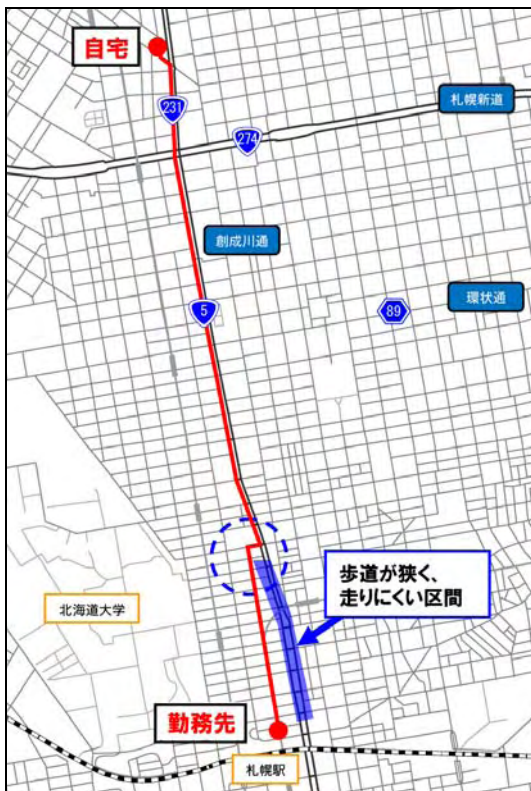 自宅
231
274
札幌新道
創成川通
環状通
5
89
歩道が狭く、
走りにくい区間
北海道大学
勤務先
札幌駅